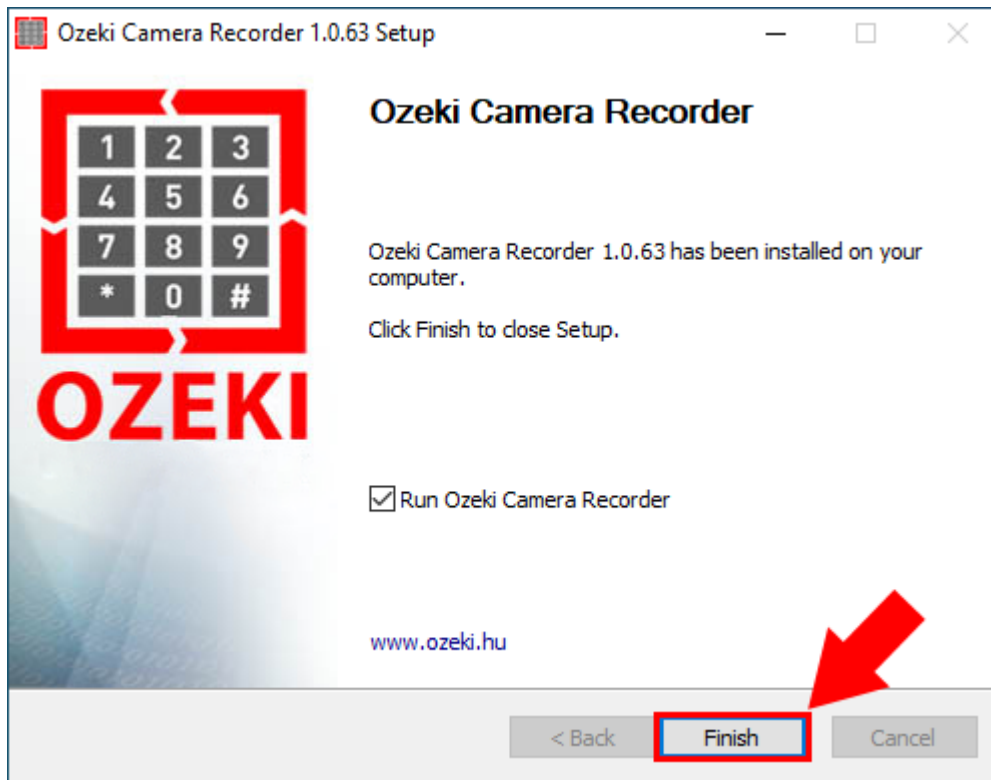 Ozeki Camera Recorder 1.0.63 Setup
1 2 3
4 5 6
7 8 9
* 0 #
OZEKI
Ozeki Camera Recorder
Ozeki Camera Recorder 1.0.63 has been installed on your
computer.
Click Finish to close Setup.
Run Ozeki Camera Recorder
www.ozeki.hu
< Back Finish Cancel